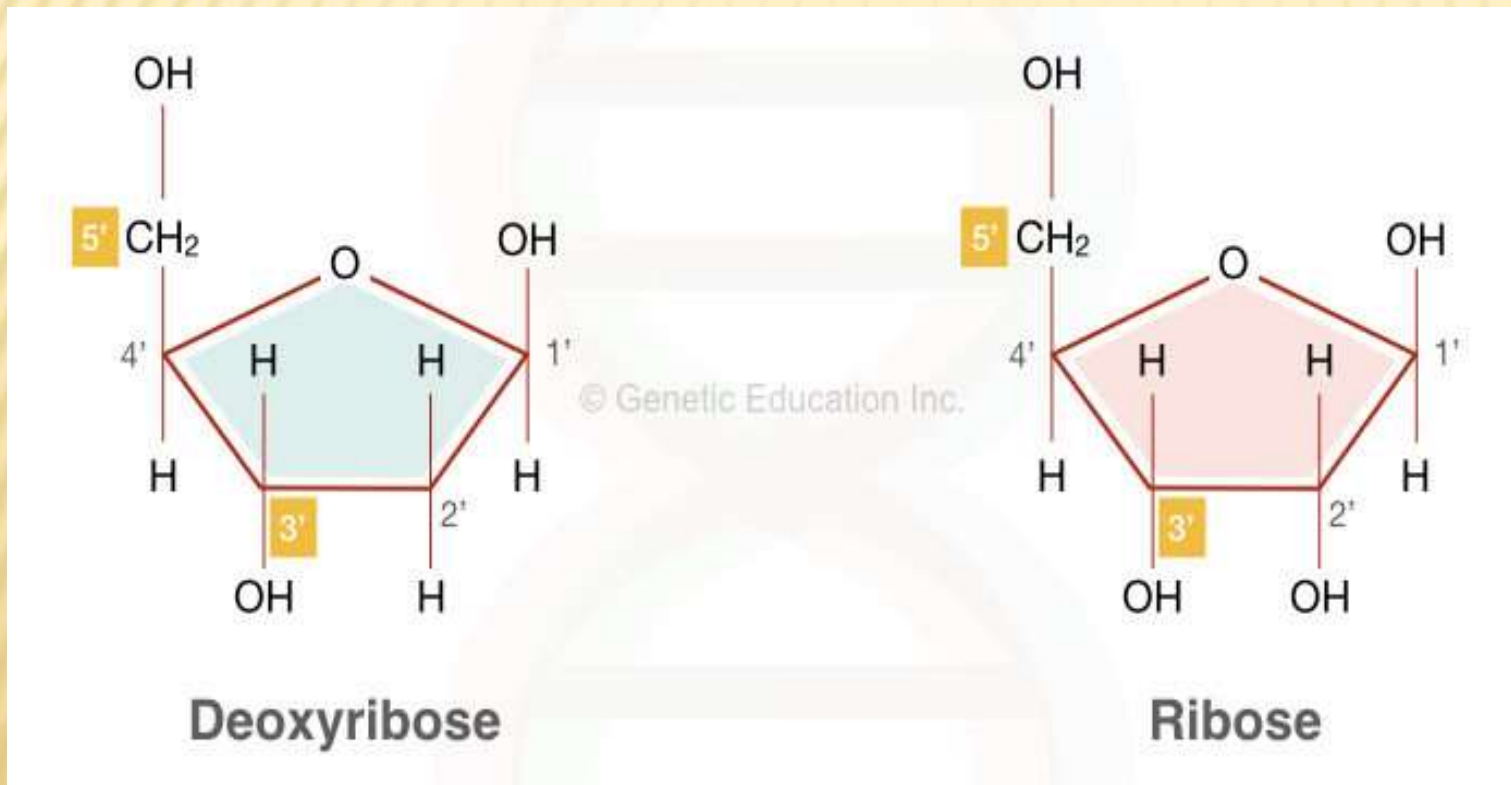 OH
OH
5' CH₂
OH
5' CH₂
OH
O
O
4'
H
H
1'
4'
H
H
1'
© Genetic Education Inc.
H
H
H
H
3'
2'
3'
2'
OH
H
OH
OH
Deoxyribose
Ribose